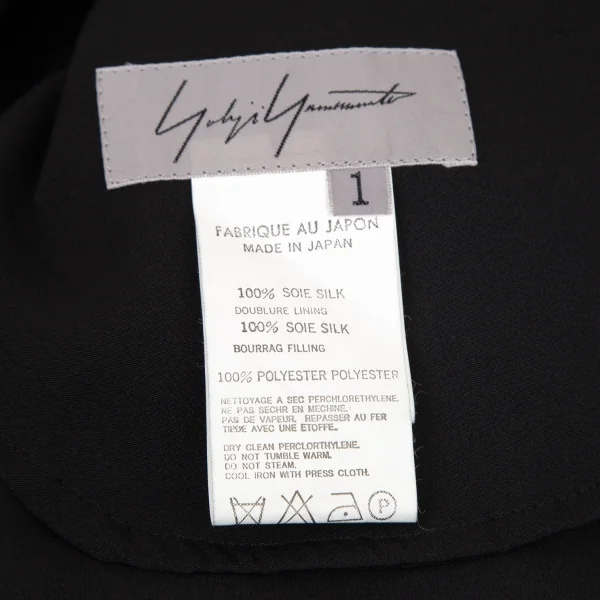 Yohji Yamamoto
1
FABRIQUE AU JAPON
MADE IN JAPAN
100% SOIE SILK
DOUBLURE LINING
100% SOIE SILK
BOURRAG FILLING
100% POLYESTER POLYESTER
NETTOYAGE A SEC PERCHLORETHYLENE.
NE PAS SECHR EN MECHINE.
PAS DE VAPEUR. REPASSER AU FER
TIPDE AVEC UNE ETOFFE.
DRY CLEAN PERCLORTHYLENE.
DO NOT TUMBLE WARM.
DO NOT STEAM.
COOL IRON WITH PRESS CLOTH.
P